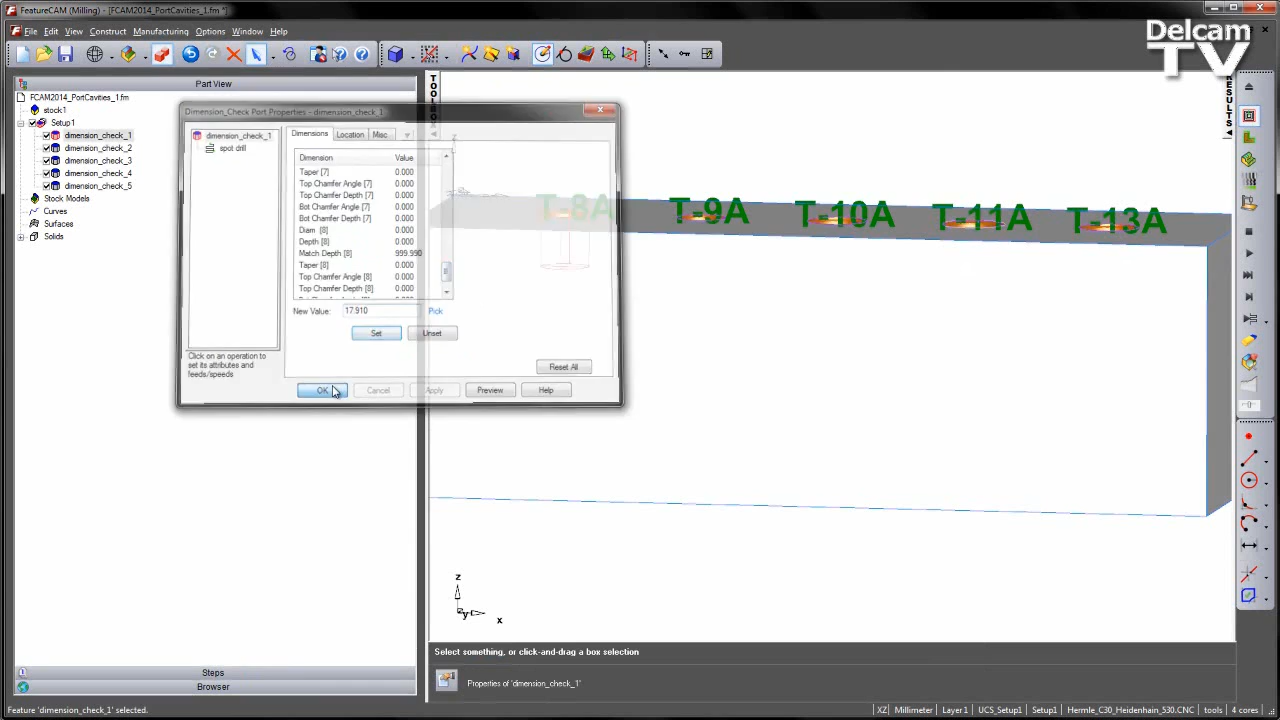 FeatureCAM (Milling) - [FCAM2014_PortCavities_1.fm *]
File Edit View Construct Manufacturing Options Window Help
Delcam
TV
Part View
FCAM2014_PortCavities_1.fm
stock1
Setup1
dimension_check_1
dimension_check_2
dimension_check_3
dimension_check_4
dimension_check_5
Stock Models
Curves
Surfaces
Solids
TOOLBOX
RESULTS
Dimension_Check Port Properties - dimension_check_1
dimension_check_1
spot drill
Dimensions Location Misc
Dimension Value
Taper [7] 0.000
Top Chamfer Angle [7] 0.000
Top Chamfer Depth [7] 0.000
Bot Chamfer Angle [7] 0.000
Bot Chamfer Depth [7] 0.000
Diam [8] 0.000
Depth [8] 0.000
Match Depth [8] 999.990
Taper [8] 0.000
Top Chamfer Angle [8] 0.000
Top Chamfer Depth [8] 0.000
New Value: 17.910 Pick
Set Unset
Click on an operation to
set its attributes and
feeds/speeds
Reset All
OK Cancel Apply Preview Help
T-8A T-9A T-10A T-11A T-13A
z
y x
Select something, or click-and-drag a box selection
Properties of 'dimension_check_1'
Steps
Browser
Feature 'dimension_check_1' selected.
XZ Millimeter Layer1 UCS_Setup1 Setup1 Hermle_C30_Heidenhain_530.CNC tools 4 cores